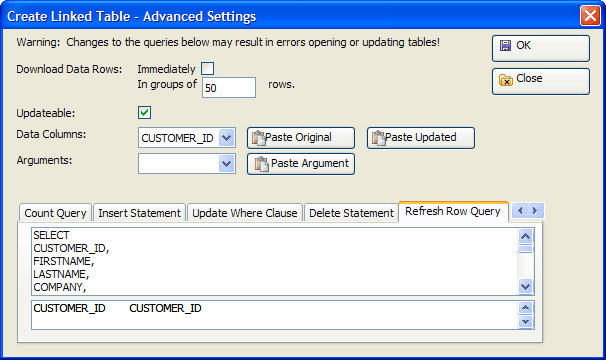 Create Linked Table - Advanced Settings
Warning: Changes to the queries below may result in errors opening or updating tables!
OK
Download Data Rows: Immediately
Close
In groups of 50 rows.
Updateable:
Data Columns: CUSTOMER_ID Paste Original Paste Updated
Arguments: Paste Argument
Count Query Insert Statement Update Where Clause Delete Statement Refresh Row Query
SELECT
CUSTOMER_ID,
FIRSTNAME,
LASTNAME,
COMPANY,
CUSTOMER_ID CUSTOMER_ID